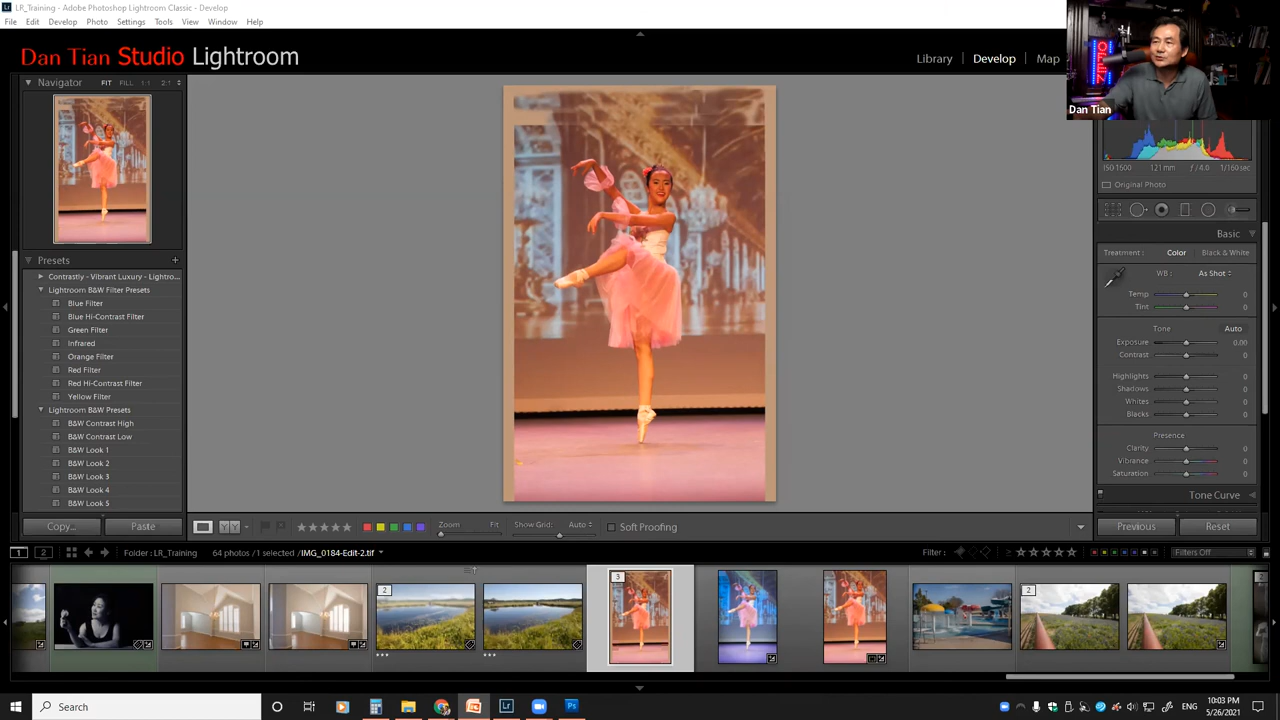 LR_Training - Adobe Photoshop Lightroom Classic - Develop
File Edit Develop Photo Settings Tools View Window Help
Dan Tian Studio Lightroom
Library Develop Map
Dan Tian
Navigator FIT FILL 1:1 2:1
ISO 1600 121 mm f / 4.0 1/160 sec
Original Photo
Basic
Treatment : Color Black & White
WB : As Shot
Temp 0
Tint 0
Tone Auto
Exposure 0.00
Contrast 0
Highlights 0
Shadows 0
Whites 0
Blacks 0
Presence
Clarity 0
Vibrance 0
Saturation 0
Tone Curve
Previous Reset
Presets +
Contrastly - Vibrant Luxury - Lightro...
Lightroom B&W Filter Presets
Blue Filter
Blue Hi-Contrast Filter
Green Filter
Infrared
Orange Filter
Red Filter
Red Hi-Contrast Filter
Yellow Filter
Lightroom B&W Presets
B&W Contrast High
B&W Contrast Low
B&W Look 1
B&W Look 2
B&W Look 3
B&W Look 4
B&W Look 5
Copy... Paste
Zoom Fit Show Grid: Auto Soft Proofing
1 2 Folder : LR_Training 64 photos / 1 selected / IMG_0184-Edit-2.tif Filter : Filters Off
2 3 2
Search
10:03 PM
5/26/2021